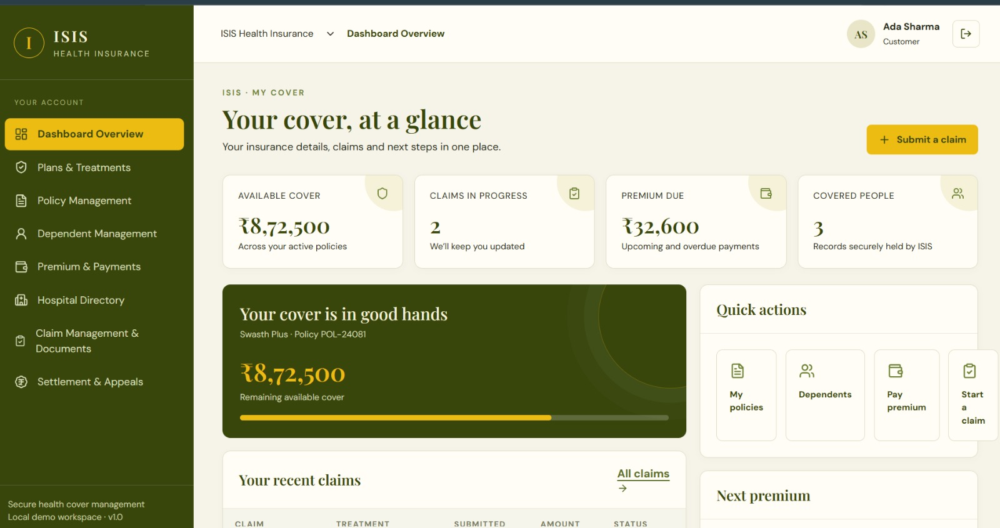 I
ISIS
HEALTH INSURANCE
YOUR ACCOUNT
Dashboard Overview
Plans & Treatments
Policy Management
Dependent Management
Premium & Payments
Hospital Directory
Claim Management &
Documents
Settlement & Appeals
Secure health cover management
Local demo workspace · v1.0
ISIS Health Insurance
Dashboard Overview
AS
Ada Sharma
Customer
ISIS · MY COVER
Your cover, at a glance
Your insurance details, claims and next steps in one place.
Submit a claim
AVAILABLE COVER
₹8,72,500
Across your active policies
CLAIMS IN PROGRESS
2
We’ll keep you updated
PREMIUM DUE
₹32,600
Upcoming and overdue payments
COVERED PEOPLE
3
Records securely held by ISIS
Your cover is in good hands
Swasth Plus · Policy POL-24081
₹8,72,500
Remaining available cover
Quick actions
My
policies
Dependents
Pay
premium
Start
a
claim
Your recent claims
All claims
→
CLAIM TREATMENT SUBMITTED AMOUNT STATUS
Next premium